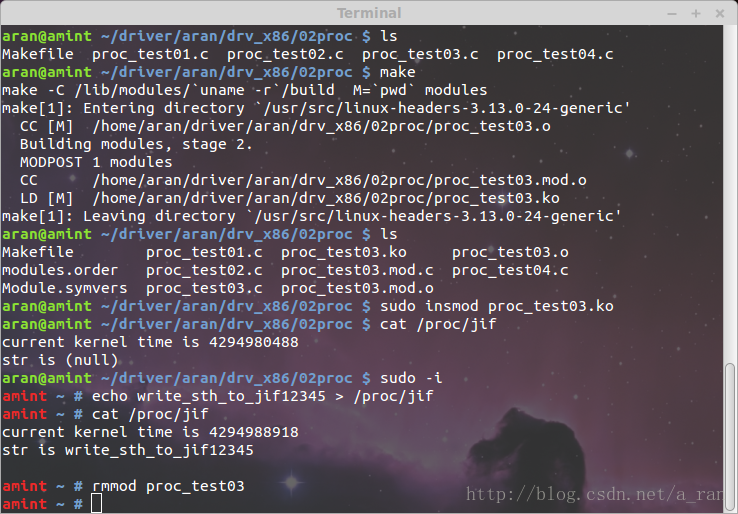 Terminal
aran@amint ~/driver/aran/drv_x86/02proc $ ls
Makefile  proc_test01.c  proc_test02.c  proc_test03.c  proc_test04.c
aran@amint ~/driver/aran/drv_x86/02proc $ make
make -C /lib/modules/`uname -r`/build  M=`pwd` modules
make[1]: Entering directory `/usr/src/linux-headers-3.13.0-24-generic'
  CC [M]  /home/aran/driver/aran/drv_x86/02proc/proc_test03.o
  Building modules, stage 2.
  MODPOST 1 modules
  CC      /home/aran/driver/aran/drv_x86/02proc/proc_test03.mod.o
  LD [M]  /home/aran/driver/aran/drv_x86/02proc/proc_test03.ko
make[1]: Leaving directory `/usr/src/linux-headers-3.13.0-24-generic'
aran@amint ~/driver/aran/drv_x86/02proc $ ls
Makefile        proc_test01.c  proc_test03.ko     proc_test03.o
modules.order   proc_test02.c  proc_test03.mod.c  proc_test04.c
Module.symvers  proc_test03.c  proc_test03.mod.o
aran@amint ~/driver/aran/drv_x86/02proc $ sudo insmod proc_test03.ko
aran@amint ~/driver/aran/drv_x86/02proc $ cat /proc/jif
current kernel time is 4294980488
str is (null)
aran@amint ~/driver/aran/drv_x86/02proc $ sudo -i
amint ~ # echo write_sth_to_jif12345 > /proc/jif
amint ~ # cat /proc/jif
current kernel time is 4294988918
str is write_sth_to_jif12345

amint ~ # rmmod proc_test03
amint ~ #
http://blog.csdn.net/a_ran